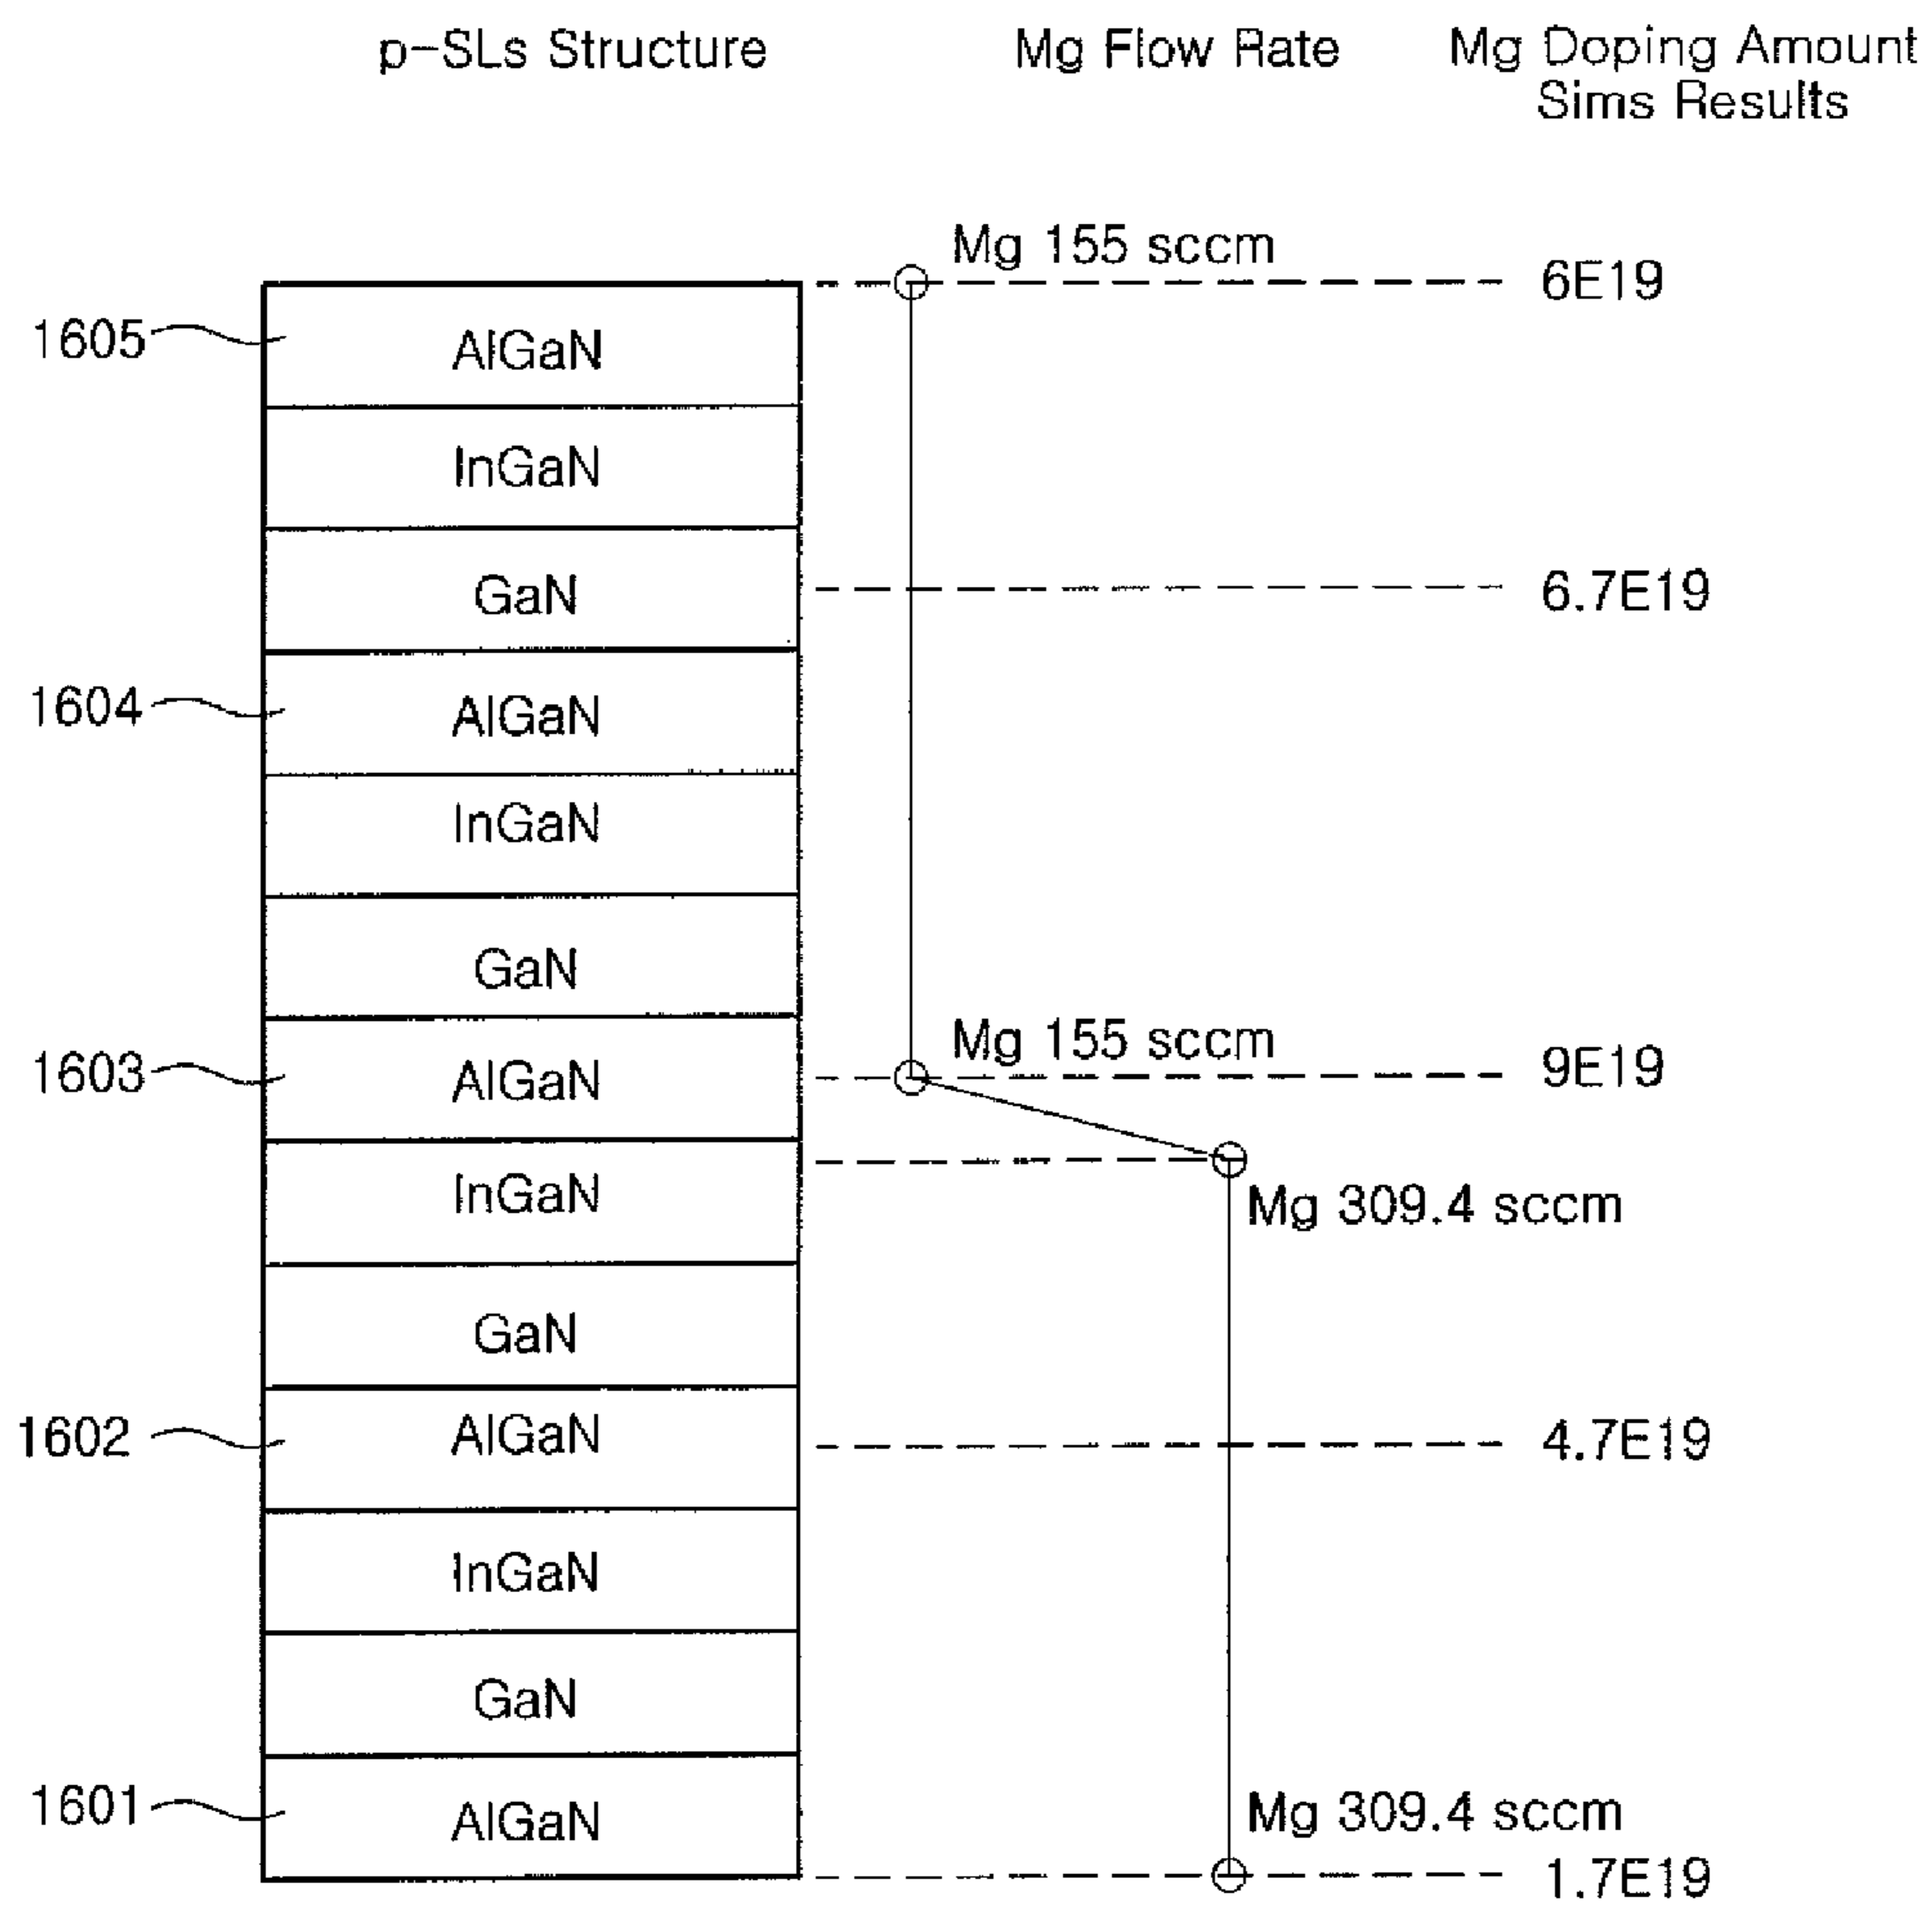 p-SLs Structure
Mg Flow Rate
Mg Doping Amount
Sims Results
Mg 155 sccm
6E19
1605
AlGaN
InGaN
GaN
6.7E19
1604
AlGaN
InGaN
GaN
Mg 155 sccm
1603
AlGaN
9E19
InGaN
Mg 309.4 sccm
GaN
1602
AlGaN
4.7E19
InGaN
GaN
1601
AlGaN
Mg 309.4 sccm
1.7E19